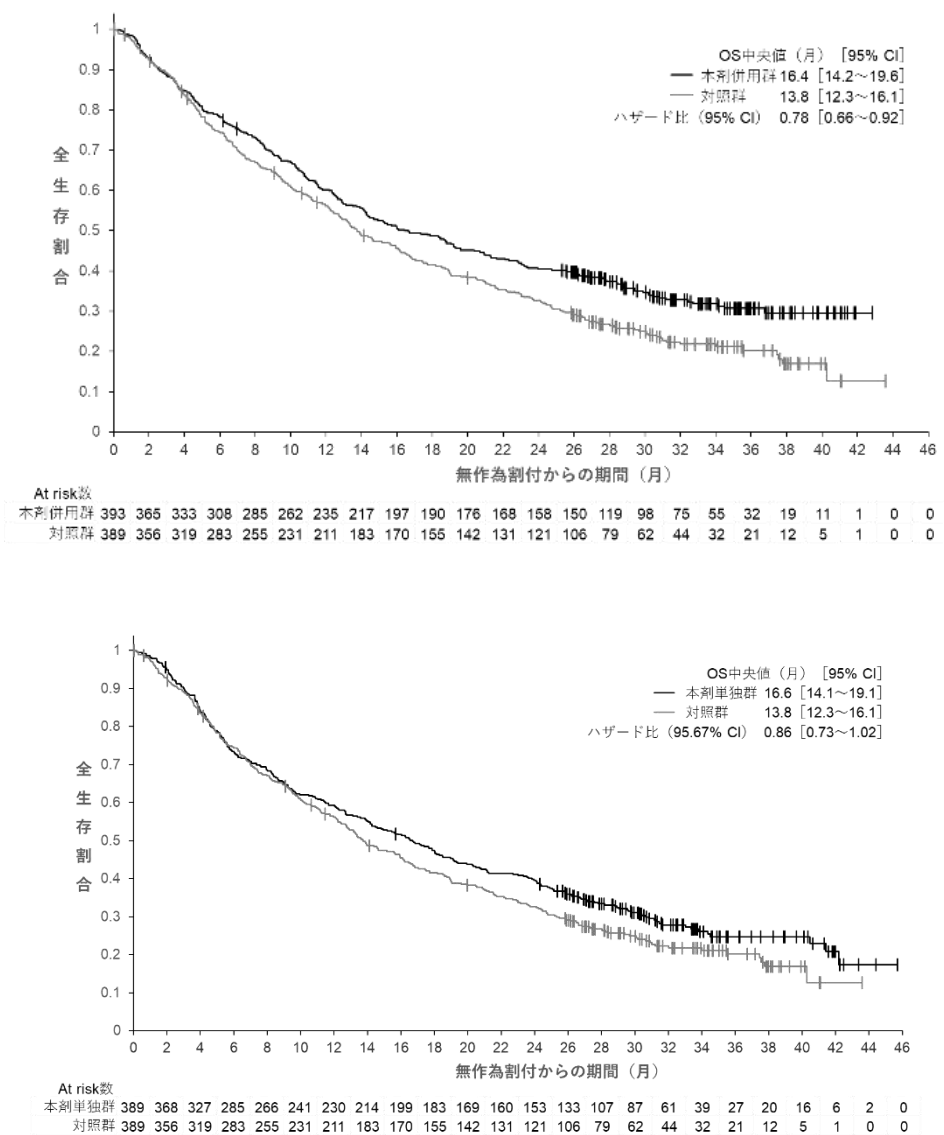 OS中央値（月）［95% CI］
本剤併用群 16.4［14.2～19.6］
対照群 13.8［12.3～16.1］
ハザード比（95% CI） 0.78［0.66～0.92］
全生存割合
1
0.9
0.8
0.7
0.6
0.5
0.4
0.3
0.2
0.1
0
0 2 4 6 8 10 12 14 16 18 20 22 24 26 28 30 32 34 36 38 40 42 44 46
無作為割付からの期間（月）
At risk数
本剤併用群 393 365 333 308 285 262 235 217 197 190 176 168 158 150 119 98 75 55 32 19 11 1 0 0
対照群 389 356 319 283 255 231 211 183 170 155 142 131 121 106 79 62 44 32 21 12 5 1 0 0
OS中央値（月）［95% CI］
本剤単独群 16.6［14.1～19.1］
対照群 13.8［12.3～16.1］
ハザード比（95.67% CI） 0.86［0.73～1.02］
全生存割合
1
0.9
0.8
0.7
0.6
0.5
0.4
0.3
0.2
0.1
0
0 2 4 6 8 10 12 14 16 18 20 22 24 26 28 30 32 34 36 38 40 42 44 46
無作為割付からの期間（月）
At risk数
本剤単独群 389 368 327 285 266 241 230 214 199 183 169 160 153 133 107 87 61 39 27 20 16 6 2 0
対照群 389 356 319 283 255 231 211 183 170 155 142 131 121 106 79 62 44 32 21 12 5 1 0 0